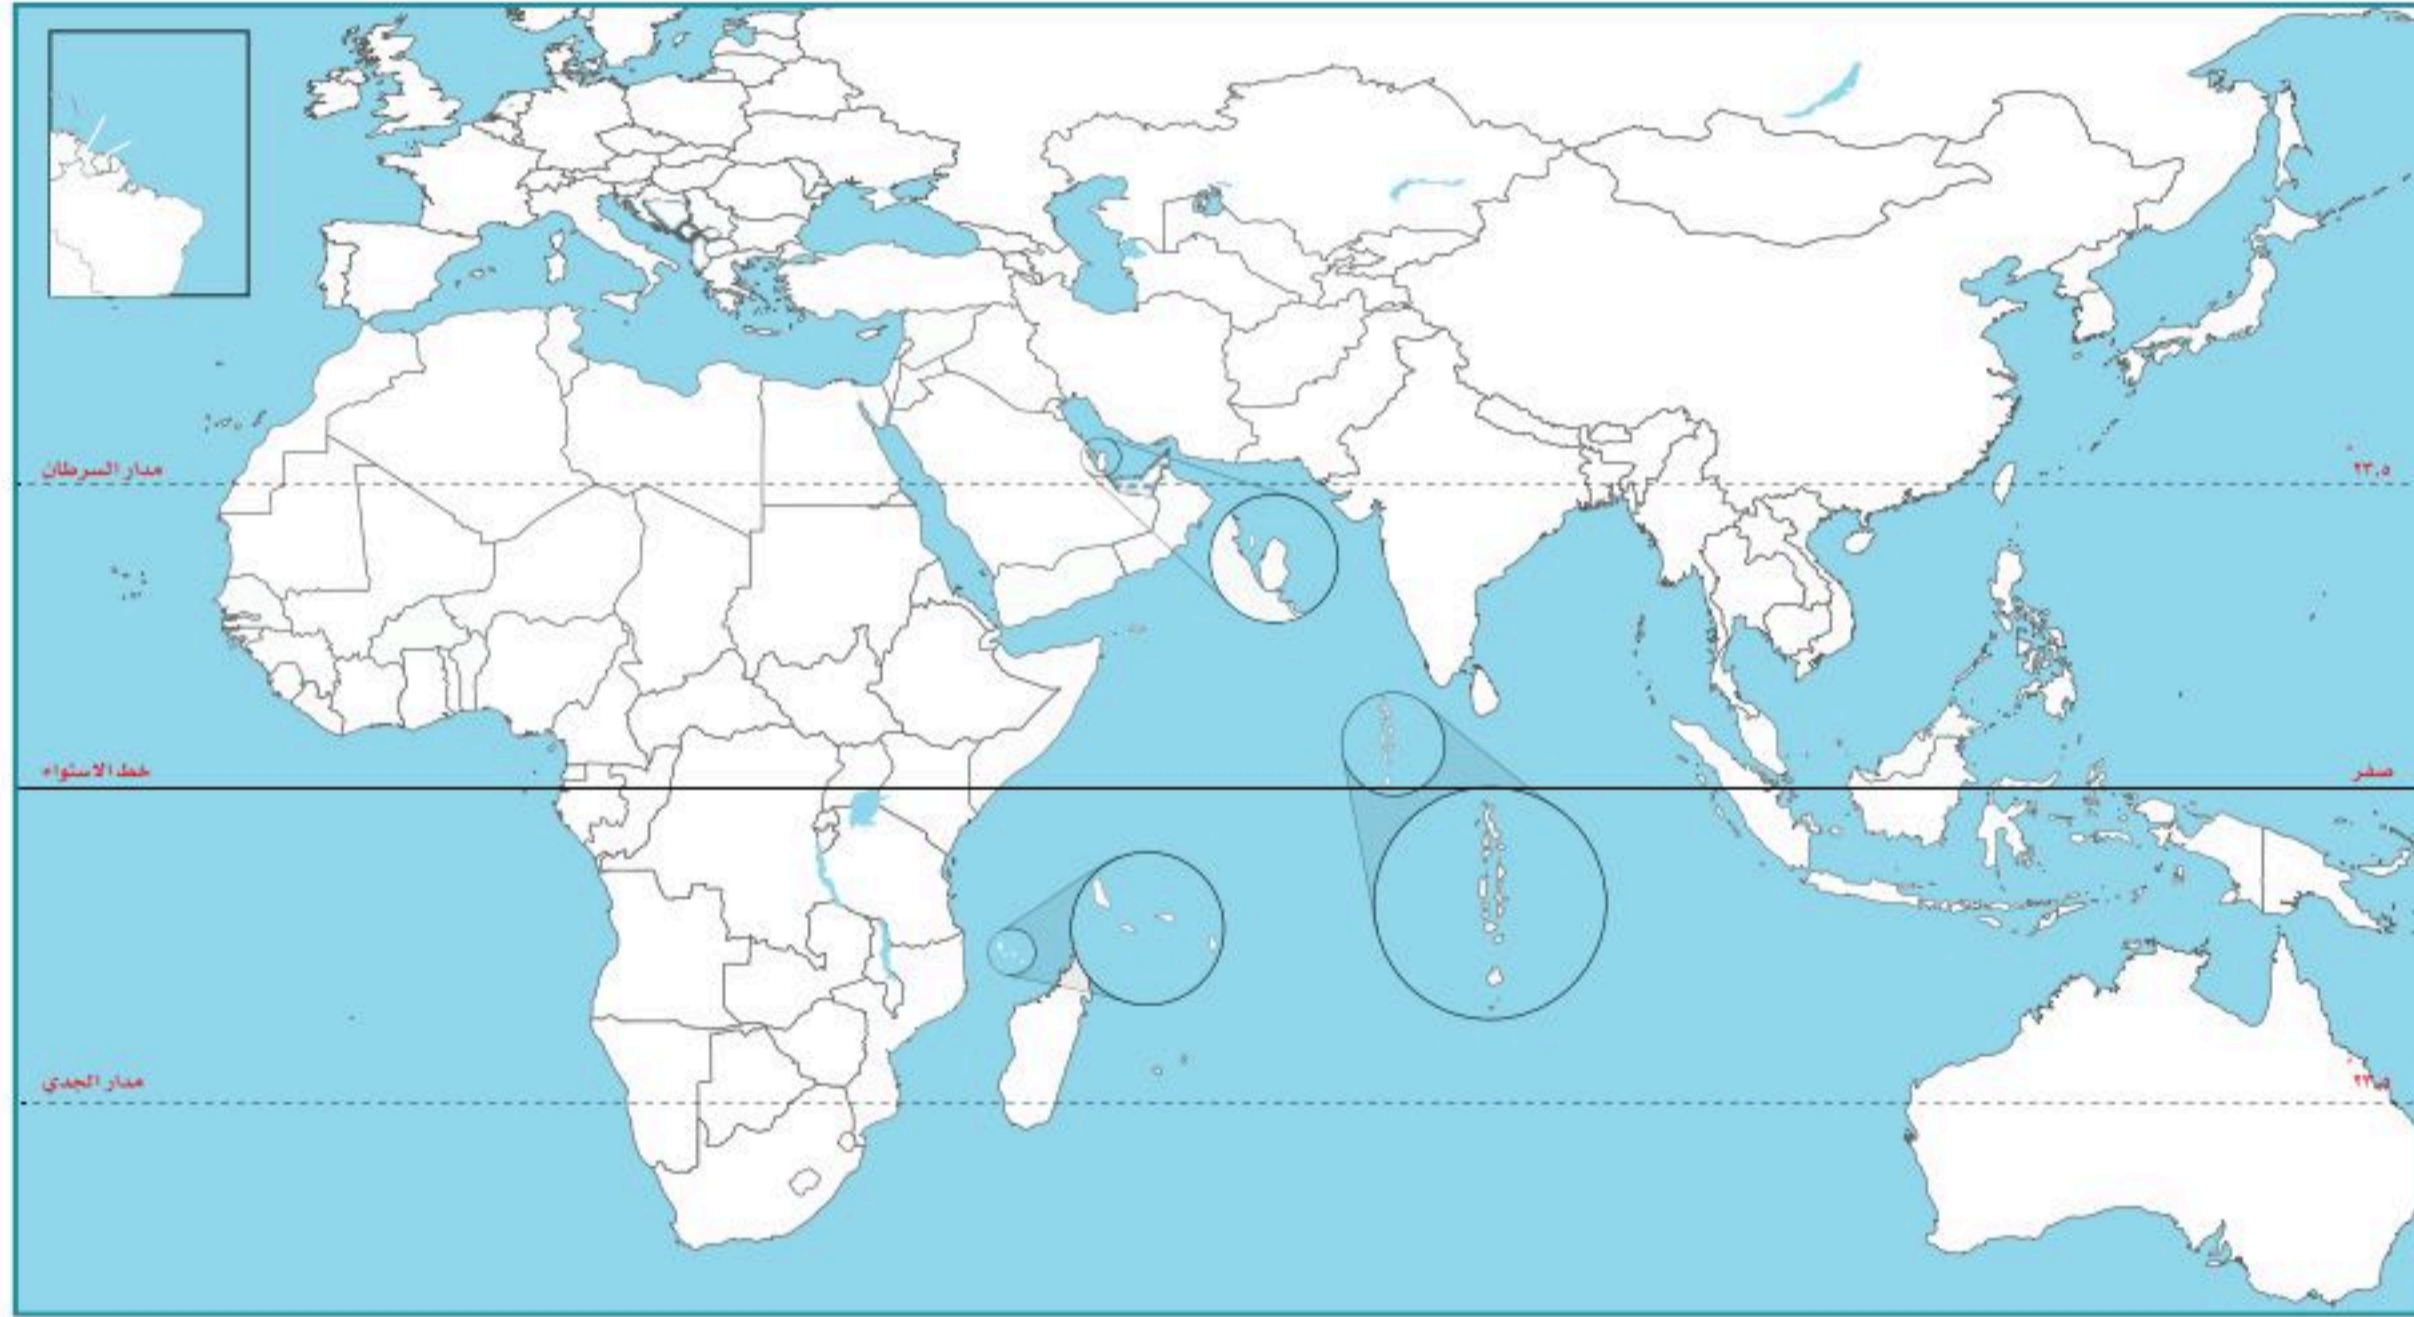 مدار السرطان
٢٣.٥°
خط الاستواء
صفر
مدار الجدي
٢٣.٥°